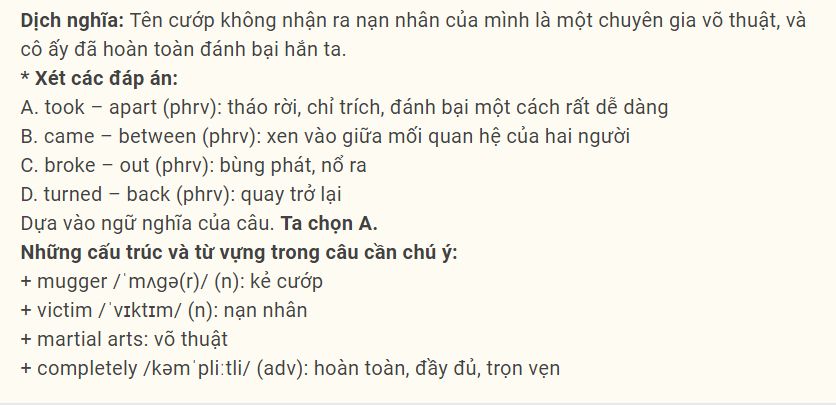 Dịch nghĩa: Tên cướp không nhận ra nạn nhân của mình là một chuyên gia võ thuật, và
cô ấy đã hoàn toàn đánh bại hắn ta.
* Xét các đáp án:
A. took – apart (phrv): tháo rời, chỉ trích, đánh bại một cách rất dễ dàng
B. came – between (phrv): xen vào giữa mối quan hệ của hai người
C. broke – out (phrv): bùng phát, nổ ra
D. turned – back (phrv): quay trở lại
Dựa vào ngữ nghĩa của câu. Ta chọn A.
Những cấu trúc và từ vựng trong câu cần chú ý:
+ mugger /ˈmʌɡə(r)/ (n): kẻ cướp
+ victim /ˈvɪktɪm/ (n): nạn nhân
+ martial arts: võ thuật
+ completely /kəmˈpliːtli/ (adv): hoàn toàn, đầy đủ, trọn vẹn